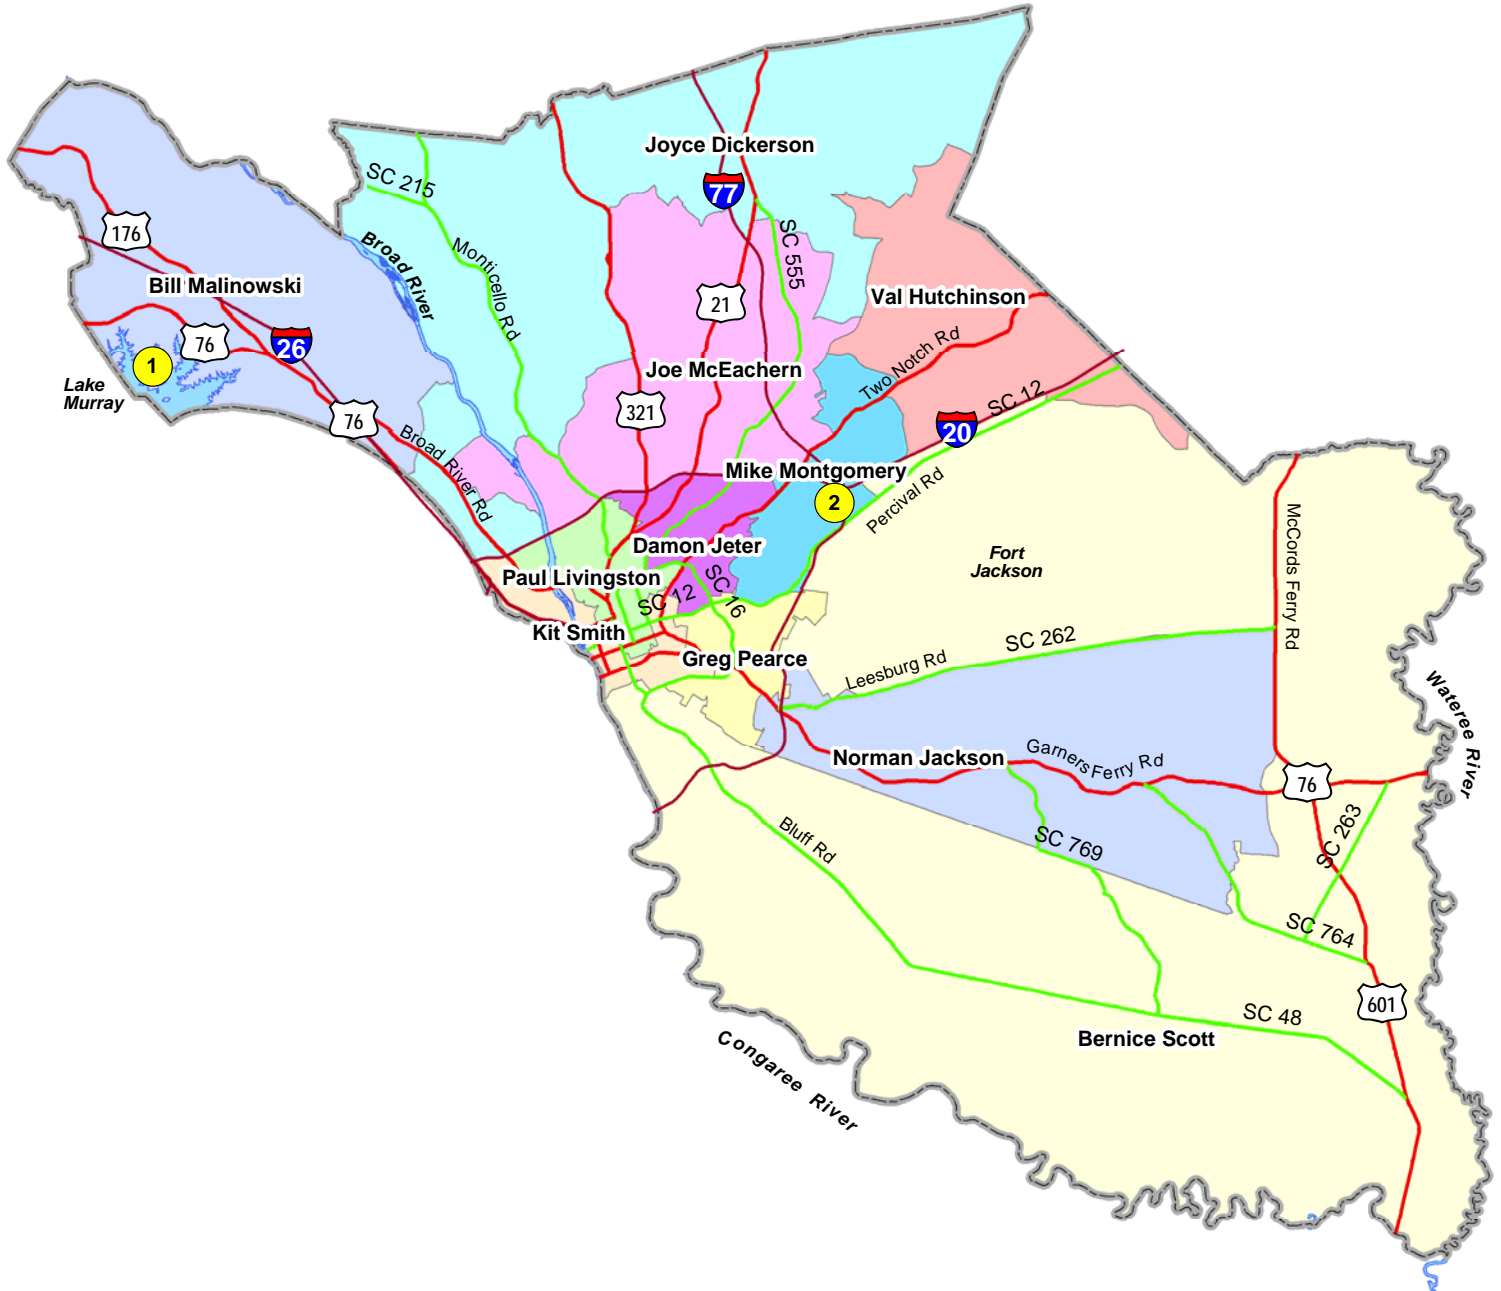 Joyce Dickerson
77
SC 215
176
Broad River
Monticello Rd
SC 555
Bill Malinowski
Val Hutchinson
21
76
26
1
Two Notch Rd
Joe McEachern
Lake
Murray
321
76
SC 12
20
Broad River Rd
Mike Montgomery
2
Percival Rd
McCords Ferry Rd
Damon Jeter
Fort
Jackson
Paul Livingston
SC 16
SC 12
Kit Smith
SC 262
Greg Pearce
Leesburg Rd
Wateree River
Norman Jackson
Garners Ferry Rd
76
SC 263
Bluff Rd
SC 769
SC 764
601
SC 48
Bernice Scott
Congaree River